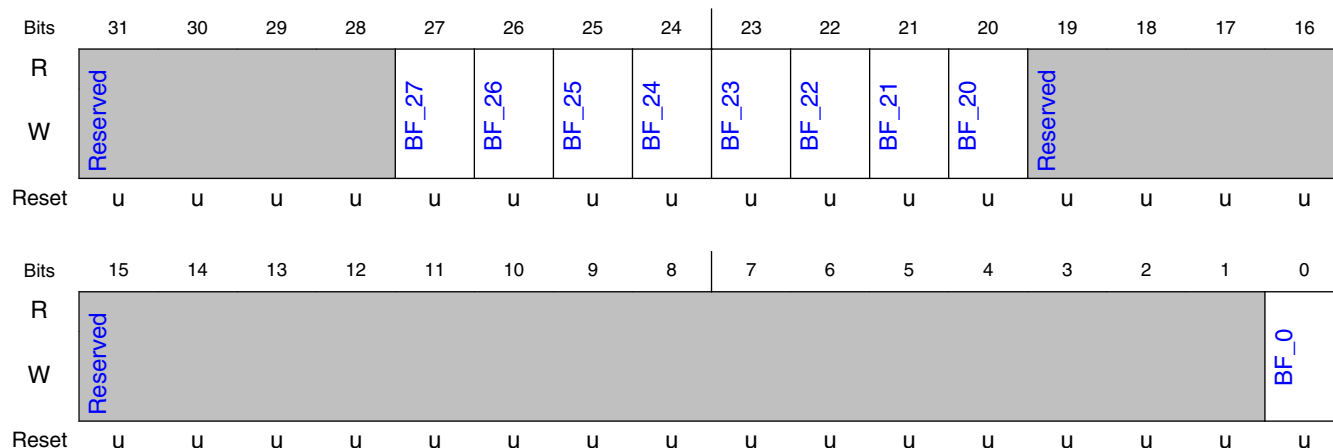 Bits 31 30 29 28 27 26 25 24 23 22 21 20 19 18 17 16
R
W
Reserved BF_27 BF_26 BF_25 BF_24 BF_23 BF_22 BF_21 BF_20 Reserved
Reset u u u u u u u u u u u u u u u u
Bits 15 14 13 12 11 10 9 8 7 6 5 4 3 2 1 0
R
W
Reserved BF_0
Reset u u u u u u u u u u u u u u u u